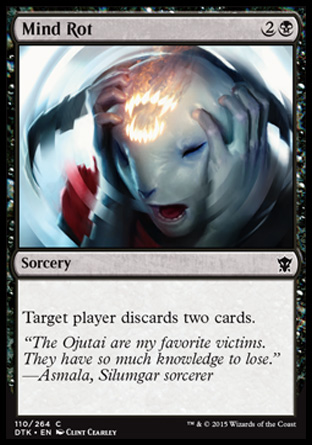 Mind Rot 2
Sorcery
Target player discards two cards.
"The Ojutai are my favorite victims.
They have so much knowledge to lose."
—Asmala, Silumgar sorcerer
110/264 C
DTK • EN Clint Cearley
™ & © 2015 Wizards of the Coast